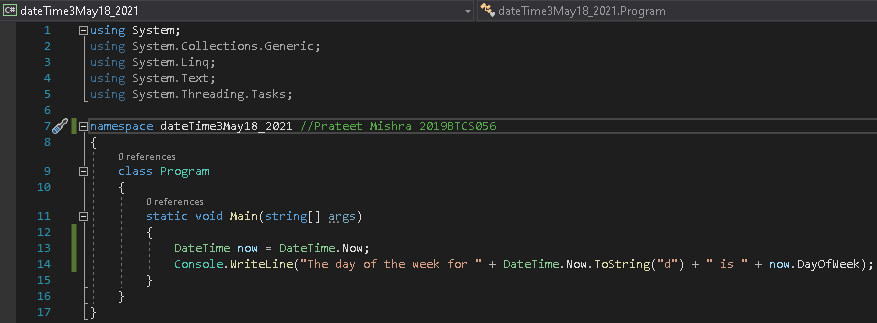 C# dateTime3May18_2021 dateTime3May18_2021.Program
1 using System;
2 using System.Collections.Generic;
3 using System.Linq;
4 using System.Text;
5 using System.Threading.Tasks;
6
7 namespace dateTime3May18_2021 //Prateet Mishra 2019BTCS056
8 {
0 references
9 class Program
10 {
0 references
11 static void Main(string[] args)
12 {
13 DateTime now = DateTime.Now;
14 Console.WriteLine("The day of the week for " + DateTime.Now.ToString("d") + " is " + now.DayOfWeek);
15 }
16 }
17 }